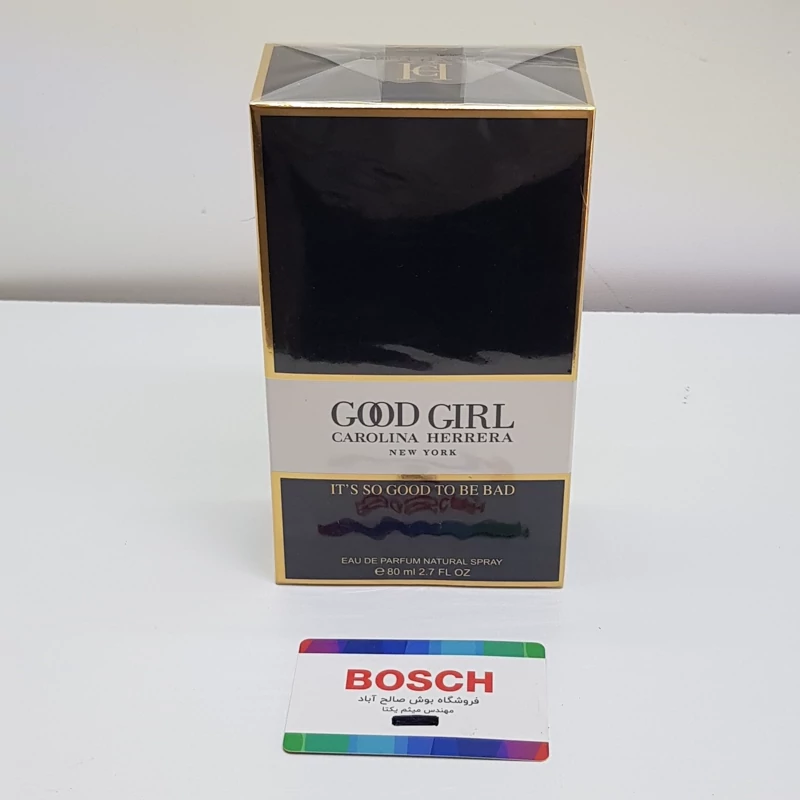 CH
GOOD GIRL
CAROLINA HERRERA
NEW YORK
IT'S SO GOOD TO BE BAD
EAU DE PARFUM NATURAL SPRAY
℮ 80 ml 2.7 FL OZ
BOSCH
فروشگاه بوش صالح آباد
مهندس میثم یکتا